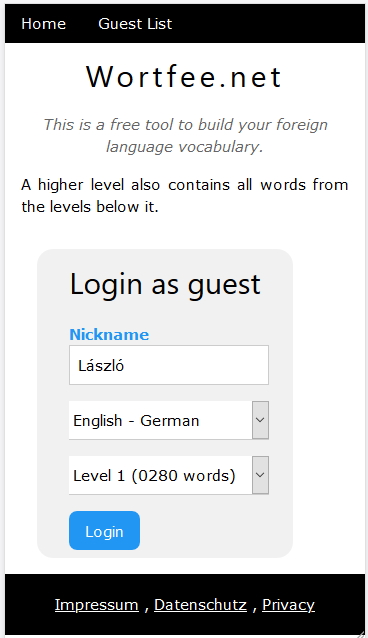 Home Guest List
Wortfee.net
This is a free tool to build your foreign
language vocabulary.
A higher level also contains all words from
the levels below it.
Login as guest
Nickname
László
English - German
Level 1 (0280 words)
Login
Impressum , Datenschutz , Privacy